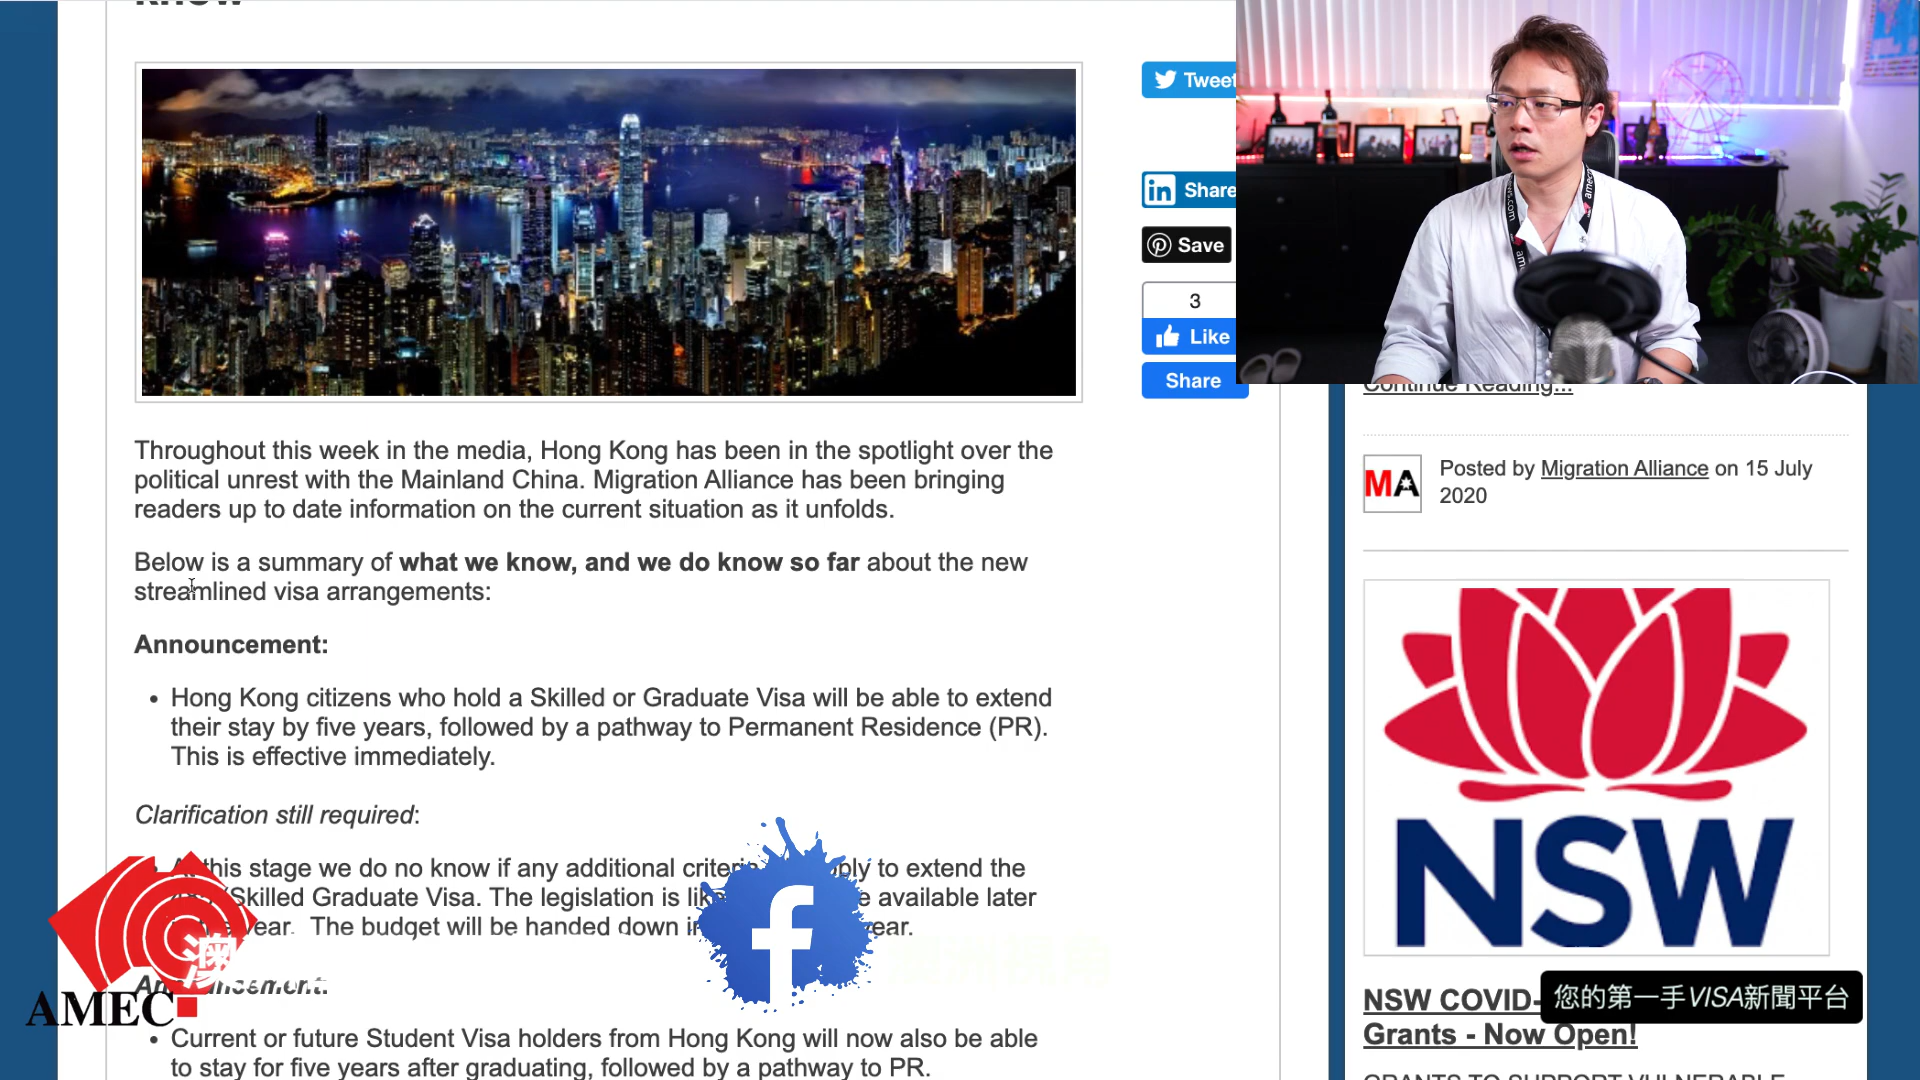 Tweet
Share
Save
3
Like
Share
Continue Reading...
Throughout this week in the media, Hong Kong has been in the spotlight over the
political unrest with the Mainland China. Migration Alliance has been bringing
readers up to date information on the current situation as it unfolds.
Below is a summary of what we know, and we do know so far about the new
streamlined visa arrangements:
Announcement:
• Hong Kong citizens who hold a Skilled or Graduate Visa will be able to extend
their stay by five years, followed by a pathway to Permanent Residence (PR).
This is effective immediately.
Clarification still required:
this stage we do no know if any additional to extend the
Skilled Graduate Visa. The legislation is available later
The budget will be handed down
• Current or future Student Visa holders from Hong Kong will now also be able
to stay for five years after graduating, followed by a pathway to PR.
MA
Posted by Migration Alliance on 15 July
2020
NSW
NSW COVID-
Grants - Now Open!
GRANTS TO SUPPORT VULNERABLE
您的第一手VISA新聞平台
AMEC
澳
f